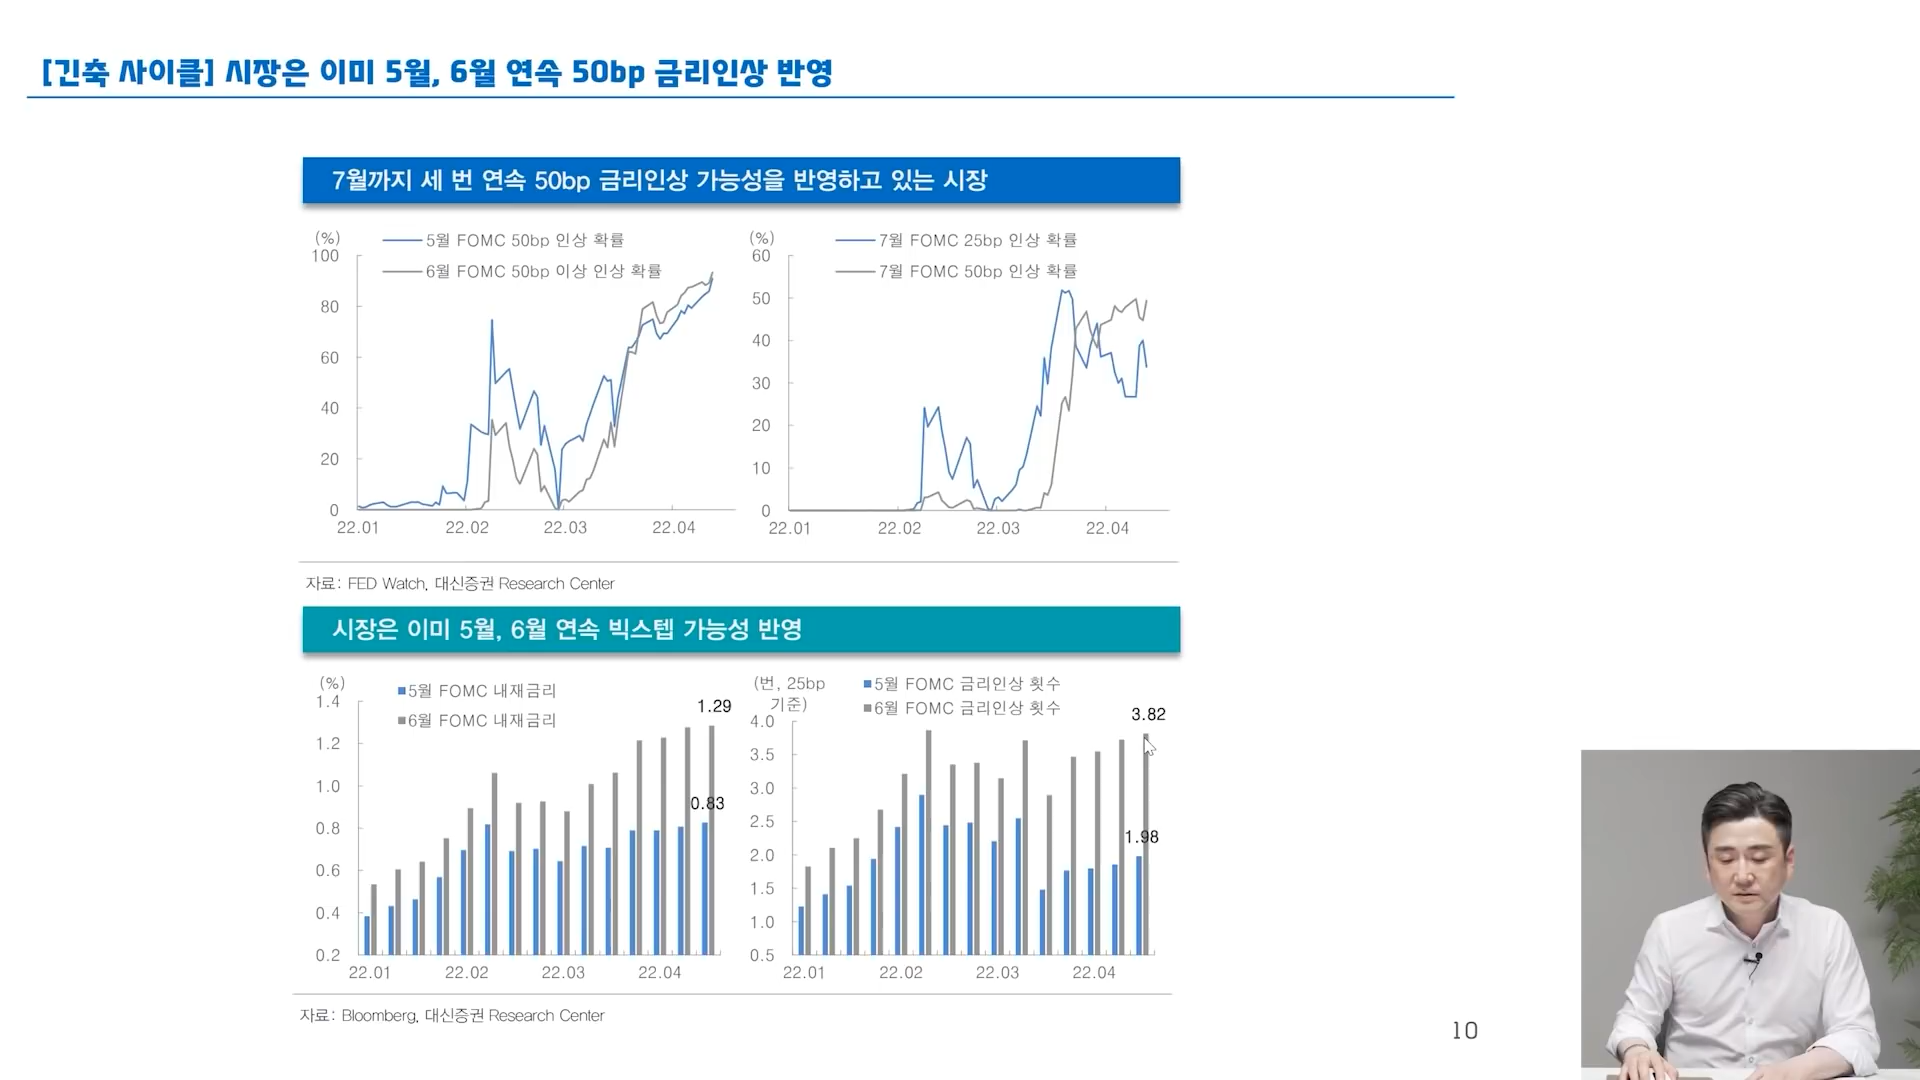 [긴축 사이클] 시장은 이미 5월, 6월 연속 50bp 금리인상 반영
7월까지 세 번 연속 50bp 금리인상 가능성을 반영하고 있는 시장
(%)
5월 FOMC 50bp 인상 확률
6월 FOMC 50bp 이상 인상 확률
100
80
60
40
20
0
22.01 22.02 22.03 22.04
(%)
7월 FOMC 25bp 인상 확률
7월 FOMC 50bp 인상 확률
60
50
40
30
20
10
0
22.01 22.02 22.03 22.04
자료: FED Watch, 대신증권 Research Center
시장은 이미 5월, 6월 연속 빅스텝 가능성 반영
(%)
5월 FOMC 내재금리
6월 FOMC 내재금리
1.4
1.2
1.0
0.8
0.6
0.4
0.2
1.29
0.83
22.01 22.02 22.03 22.04
(번, 25bp
기준)
5월 FOMC 금리인상 횟수
6월 FOMC 금리인상 횟수
4.0
3.5
3.0
2.5
2.0
1.5
1.0
0.5
3.82
1.98
22.01 22.02 22.03 22.04
자료: Bloomberg, 대신증권 Research Center
10